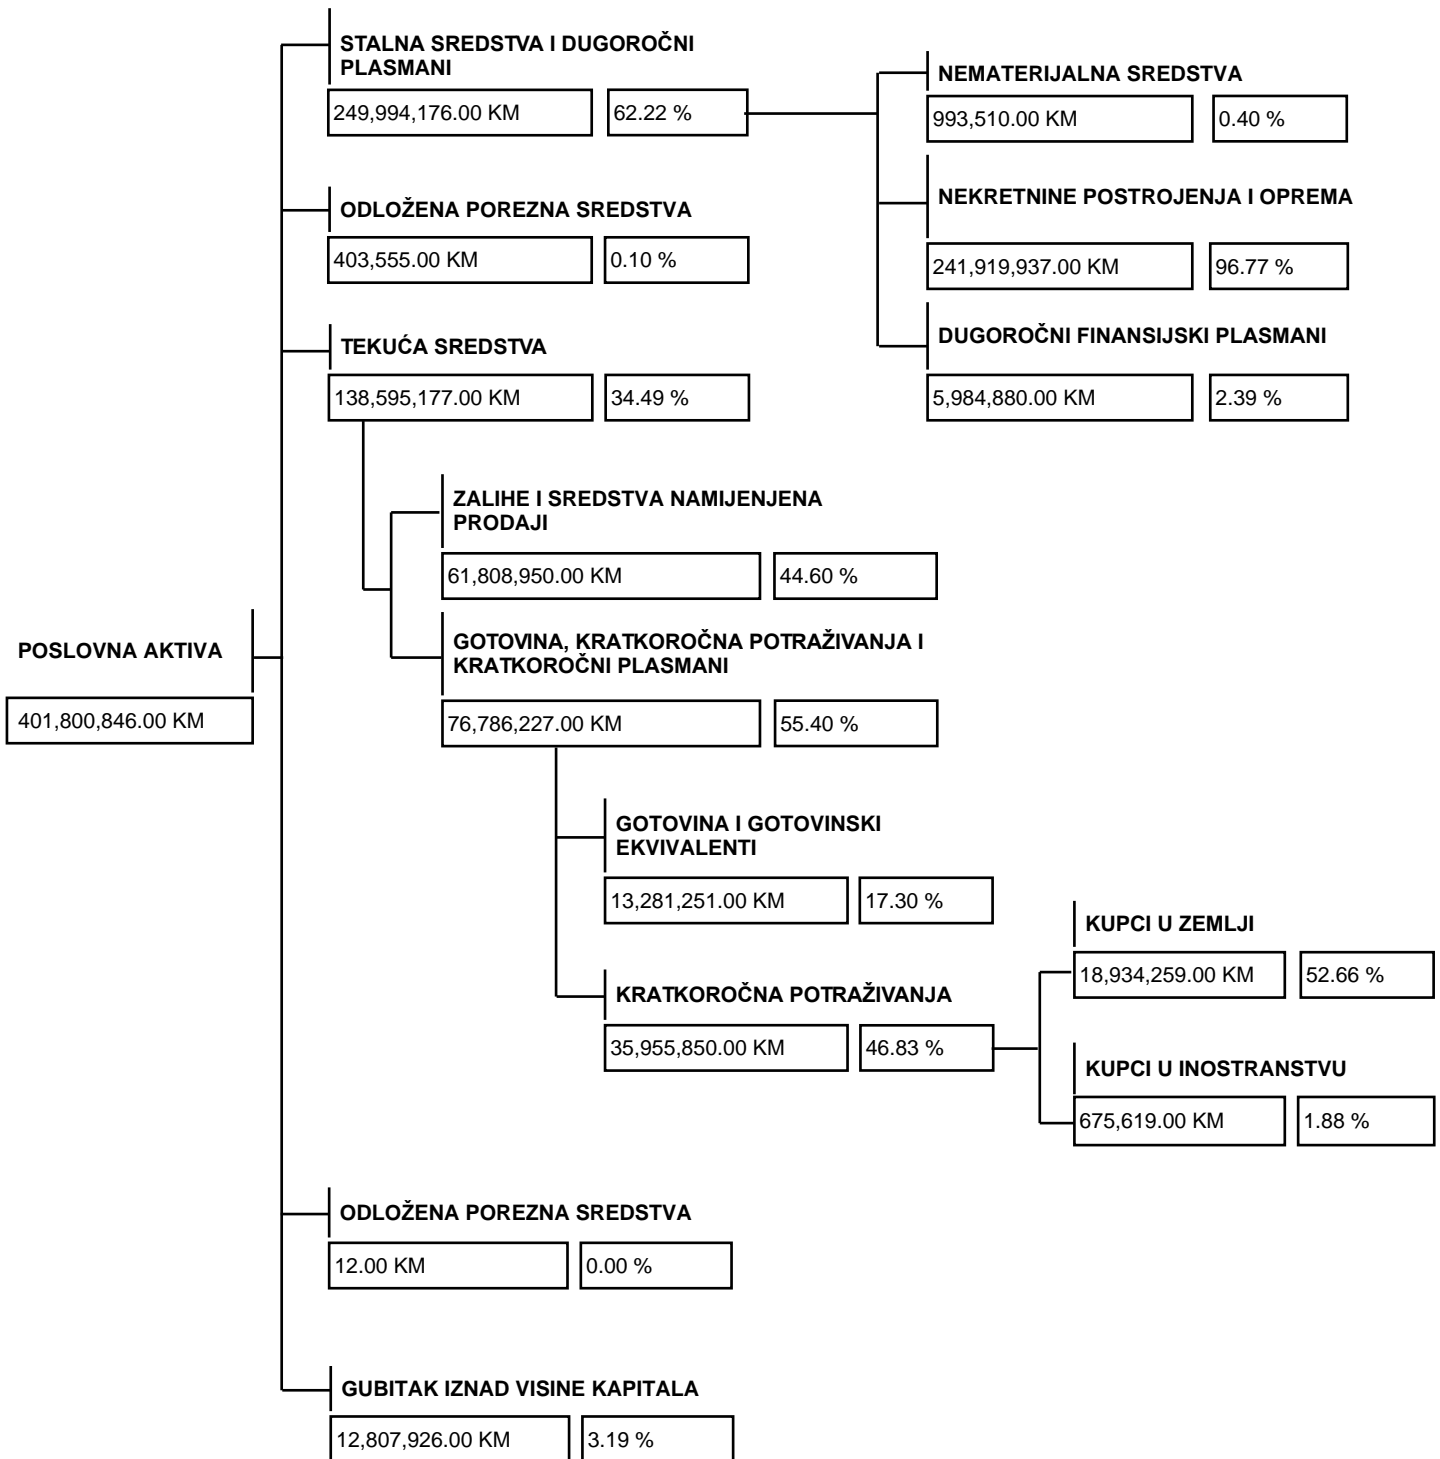 STALNA SREDSTVA I DUGOROČNI
PLASMANI
249,994,176.00 KM
62.22 %
NEMATERIJALNA SREDSTVA
993,510.00 KM
0.40 %
NEKRETNINE POSTROJENJA I OPREMA
241,919,937.00 KM
96.77 %
DUGOROČNI FINANSIJSKI PLASMANI
5,984,880.00 KM
2.39 %
ODLOŽENA POREZNA SREDSTVA
403,555.00 KM
0.10 %
TEKUĆA SREDSTVA
138,595,177.00 KM
34.49 %
ZALIHE I SREDSTVA NAMIJENJENA
PRODAJI
61,808,950.00 KM
44.60 %
POSLOVNA AKTIVA
401,800,846.00 KM
GOTOVINA, KRATKOROČNA POTRAŽIVANJA I
KRATKOROČNI PLASMANI
76,786,227.00 KM
55.40 %
GOTOVINA I GOTOVINSKI
EKVIVALENTI
13,281,251.00 KM
17.30 %
KRATKOROČNA POTRAŽIVANJA
35,955,850.00 KM
46.83 %
KUPCI U ZEMLJI
18,934,259.00 KM
52.66 %
KUPCI U INOSTRANSTVU
675,619.00 KM
1.88 %
ODLOŽENA POREZNA SREDSTVA
12.00 KM
0.00 %
GUBITAK IZNAD VISINE KAPITALA
12,807,926.00 KM
3.19 %